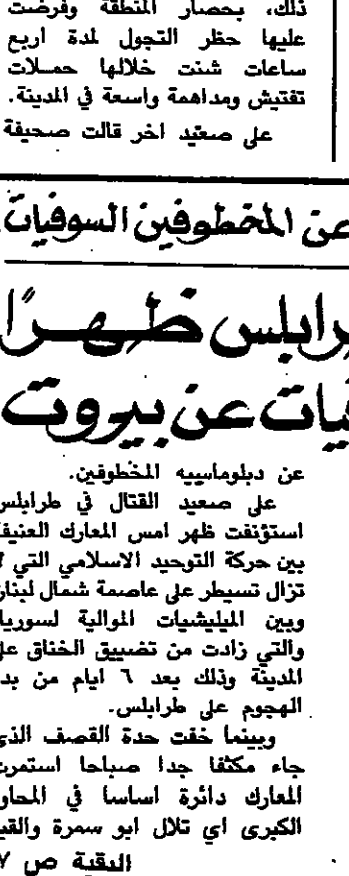 ذلك، بحصار المنطقة وفرضت
عليها حظر التجول لمدة اربع
ساعات شنت خلالها حملات
تفتيش ومداهمة واسعة في المدينة.
على صعيد اخر قالت صحيفة
عن المخطوفين السوفيات
رابلس ظهرًا
يات عن بيروت
عن دبلوماسييه المخطوفين.
على صعيد القتال في طرابلس
استؤنفت ظهر امس المعارك العنيفة
بين حركة التوحيد الاسلامي التي
تزال تسيطر على عاصمة شمال لبنان
وبين الميليشيات الموالية لسوريا
والتي زادت من تضييق الخناق على
المدينة وذلك بعد ٦ ايام من بدء
الهجوم على طرابلس.
وبينما خفت حدة القصف الذي
جاء مكثفا جدا صباحا استمرت
المعارك دائرة اساسا في المحاور
الكبرى اي تلال ابو سمرة والقبة
البقية ص ٧